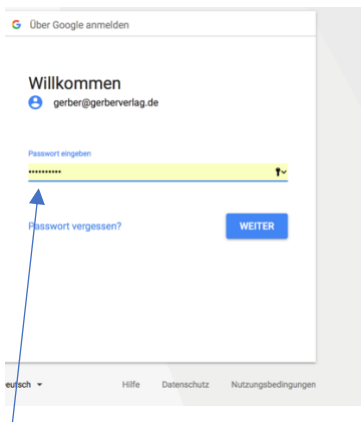 Über Google anmelden
Willkommen
gerber@gerberverlag.de
Passwort eingeben
••••••••••
Passwort vergessen?
WEITER
eutsch
Hilfe Datenschutz Nutzungsbedingungen